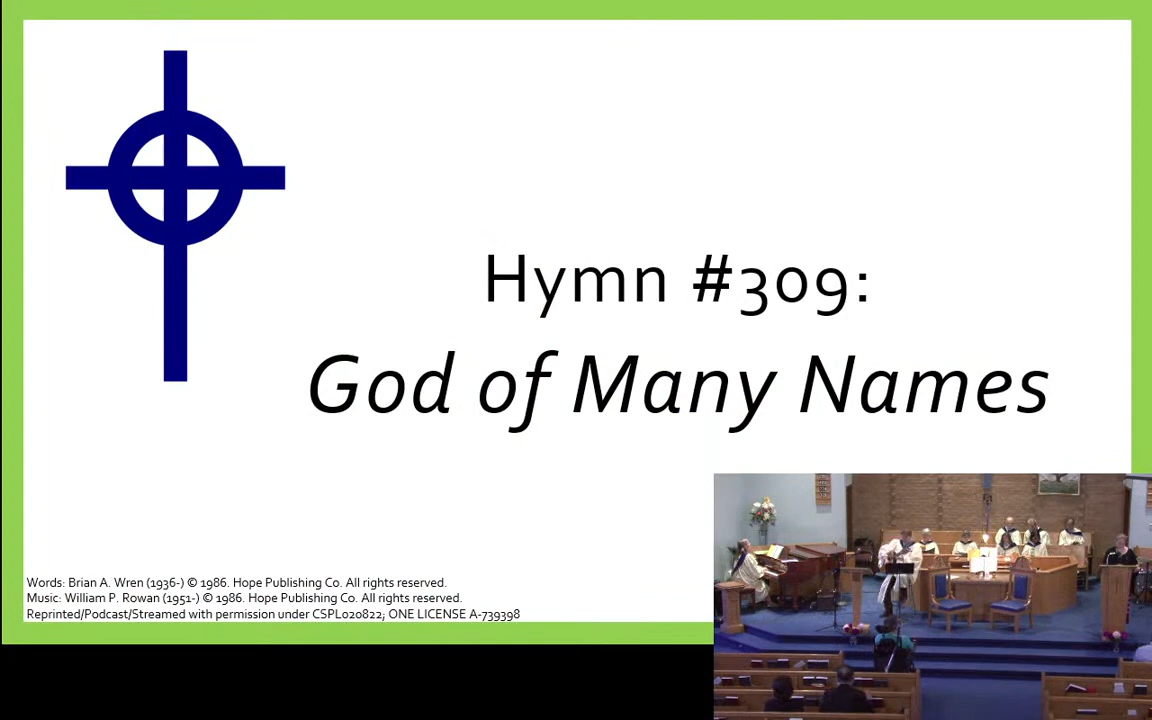 Hymn #309:
God of Many Names
Words: Brian A. Wren (1936-) © 1986. Hope Publishing Co. All rights reserved.
Music: William P. Rowan (1951-) © 1986. Hope Publishing Co. All rights reserved.
Reprinted/Podcast/Streamed with permission under CSPL020822; ONE LICENSE A-739398